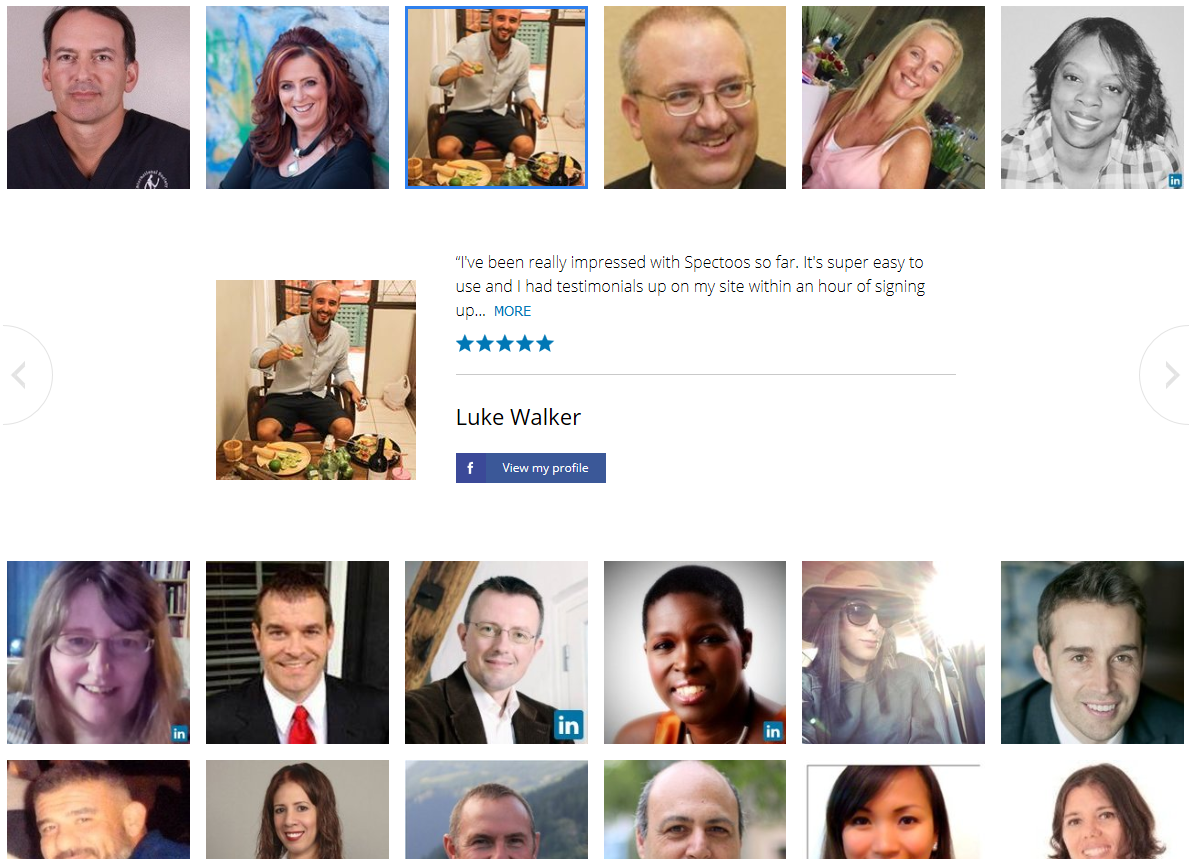 in
“I've been really impressed with Spectoos so far. It's super easy to
use and I had testimonials up on my site within an hour of signing
up... MORE
Luke Walker
f View my profile
in
in
in